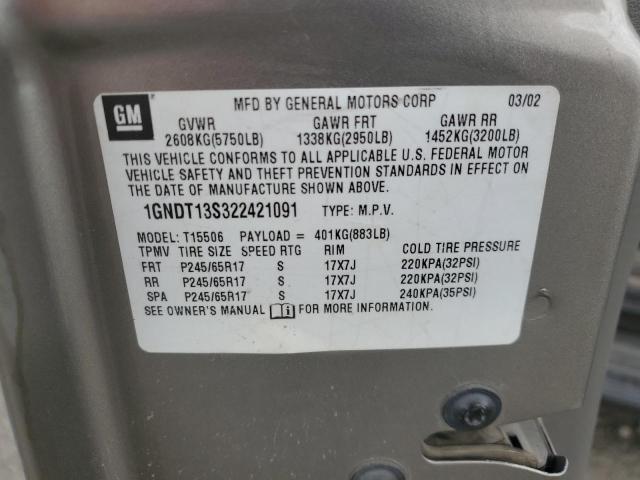 GM
MFD BY GENERAL MOTORS CORP 03/02
GVWR GAWR FRT GAWR RR
2608KG(5750LB) 1338KG(2950LB) 1452KG(3200LB)
THIS VEHICLE CONFORMS TO ALL APPLICABLE U.S. FEDERAL MOTOR
VEHICLE SAFETY AND THEFT PREVENTION STANDARDS IN EFFECT ON
THE DATE OF MANUFACTURE SHOWN ABOVE.
1GNDT13S322421091 TYPE: M.P.V.
MODEL: T15506 PAYLOAD = 401KG(883LB)
TPMV TIRE SIZE SPEED RTG RIM COLD TIRE PRESSURE
FRT P245/65R17 S 17X7J 220KPA(32PSI)
RR P245/65R17 S 17X7J 220KPA(32PSI)
SPA P245/65R17 S 17X7J 240KPA(35PSI)
SEE OWNER'S MANUAL FOR MORE INFORMATION.